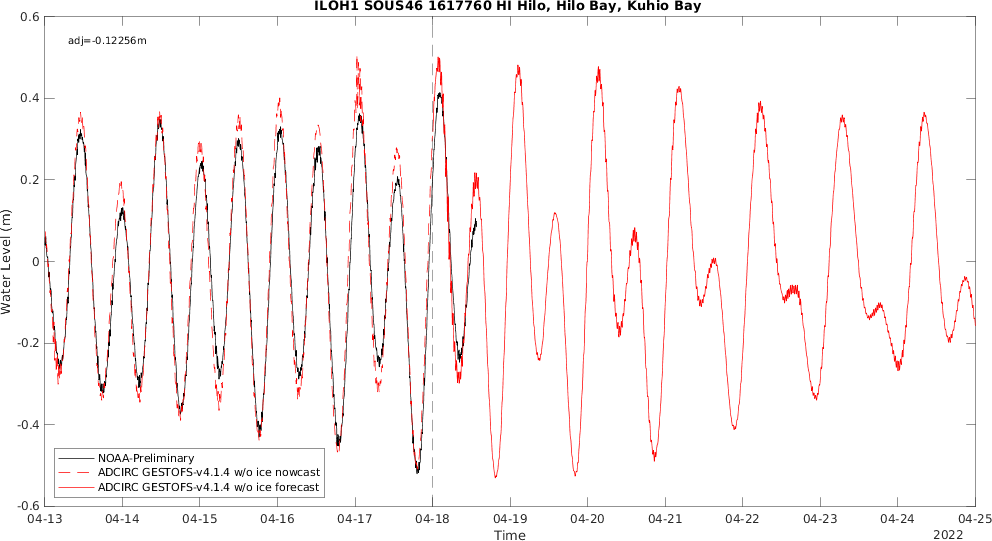 ILOH1 SOUS46 1617760 HI Hilo, Hilo Bay, Kuhio Bay
0.6
adj=-0.12256m
0.4
0.2
0
-0.2
-0.4
-0.6
Water Level (m)
NOAA-Preliminary
ADCIRC GESTOFS-v4.1.4 w/o ice nowcast
ADCIRC GESTOFS-v4.1.4 w/o ice forecast
04-13 04-14 04-15 04-16 04-17 04-18 04-19 04-20 04-21 04-22 04-23 04-24 04-25
Time
2022